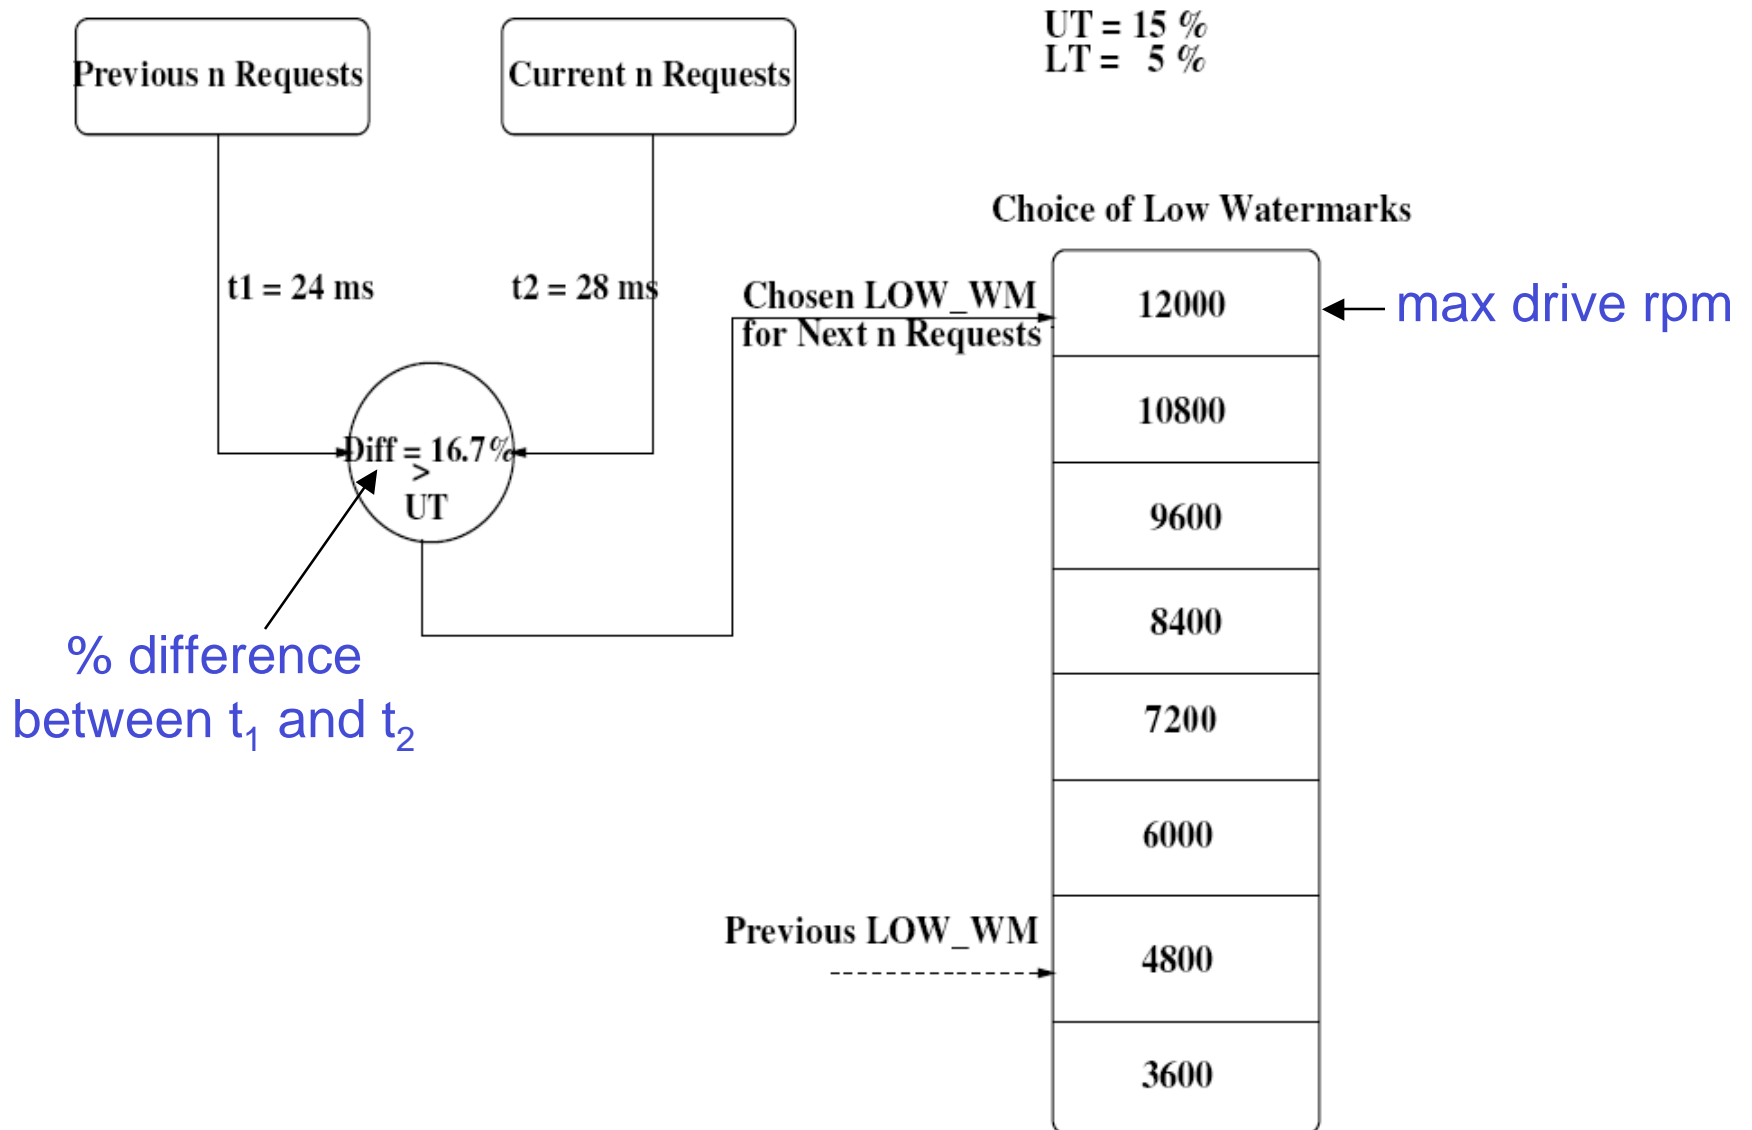 UT = 15 %
LT = 5 %
Previous n Requests
Current n Requests
t1 = 24 ms
t2 = 28 ms
Diff = 16.7%
>
UT
% difference
between t1 and t2
Choice of Low Watermarks
Chosen LOW_WM
for Next n Requests
12000
max drive rpm
10800
9600
8400
7200
6000
Previous LOW_WM
4800
3600